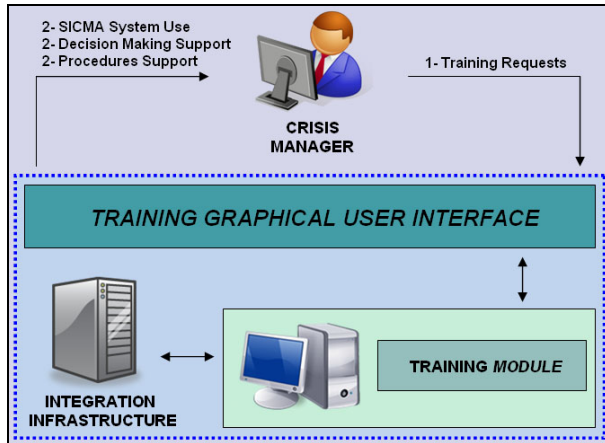 2- SICMA System Use
2- Decision Making Support
2- Procedures Support
1- Training Requests
CRISIS
MANAGER
TRAINING GRAPHICAL USER INTERFACE
TRAINING MODULE
INTEGRATION
INFRASTRUCTURE